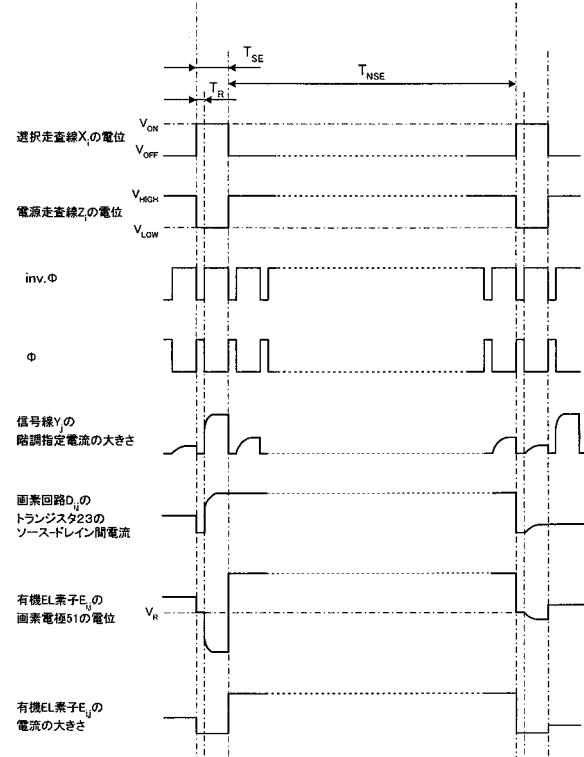 T_SE
T_NSE
T_R
選択走査線X_iの電位
V_ON
V_OFF
電源走査線Z_iの電位
V_HIGH
V_LOW
inv.Φ
Φ
信号線Y_jの
階調指定電流の大きさ
画素回路D_ijの
トランジスタ23の
ソース-ドレイン間電流
有機EL素子E_ijの
画素電極51の電位
V_R
有機EL素子E_ijの
電流の大きさ